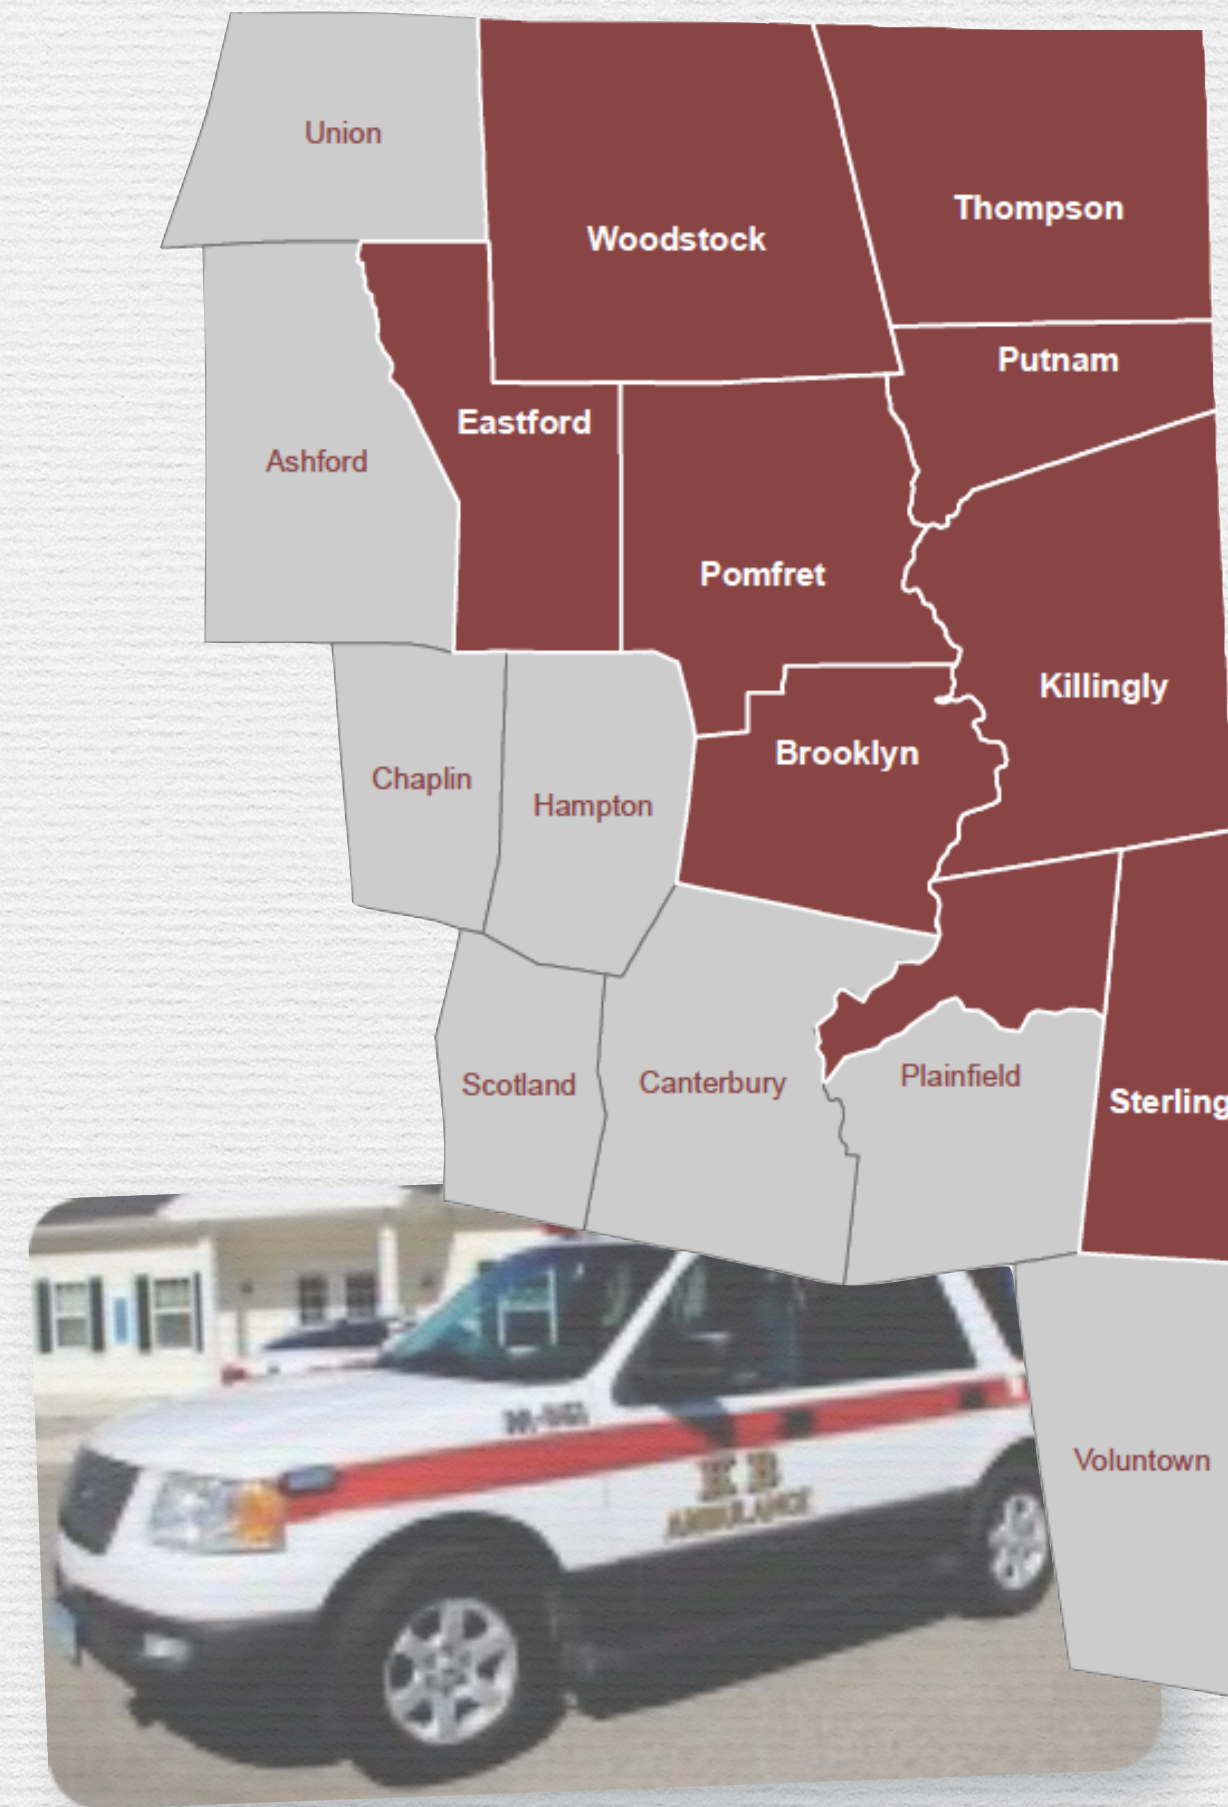 Union
Thompson
Woodstock
Putnam
Eastford
Ashford
Pomfret
Killingly
Brooklyn
Chaplin
Hampton
Plainfield
Scotland
Canterbury
Sterling
K B
AMBULANCE
Voluntown